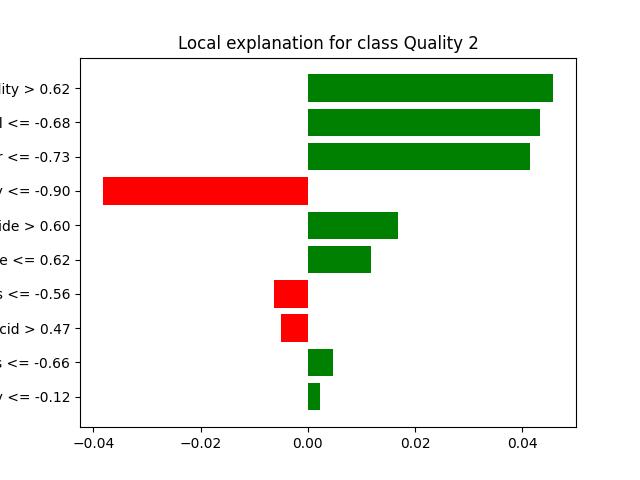 Local explanation for class Quality 2
lity > 0.62
l <= -0.68
r <= -0.73
y <= -0.90
ide > 0.60
e <= 0.62
s <= -0.56
cid > 0.47
s <= -0.66
y <= -0.12
−0.04 −0.02 0.00 0.02 0.04